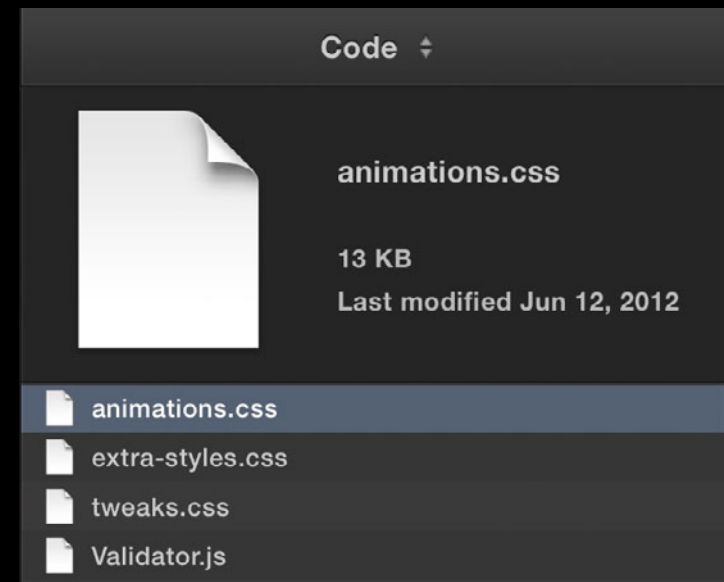 Code
animations.css
13 KB
Last modified Jun 12, 2012
animations.css
extra-styles.css
tweaks.css
Validator.js